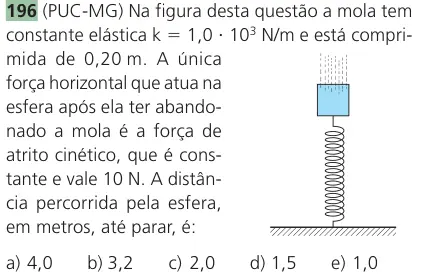 196 (PUC-MG) Na figura desta questão a mola tem
constante elástica k = 1,0 · 10³ N/m e está compri-
mida de 0,20 m. A única
força horizontal que atua na
esfera após ela ter abando-
nado a mola é a força de
atrito cinético, que é cons-
tante e vale 10 N. A distân-
cia percorrida pela esfera,
em metros, até parar, é:
a) 4,0 b) 3,2 c) 2,0 d) 1,5 e) 1,0